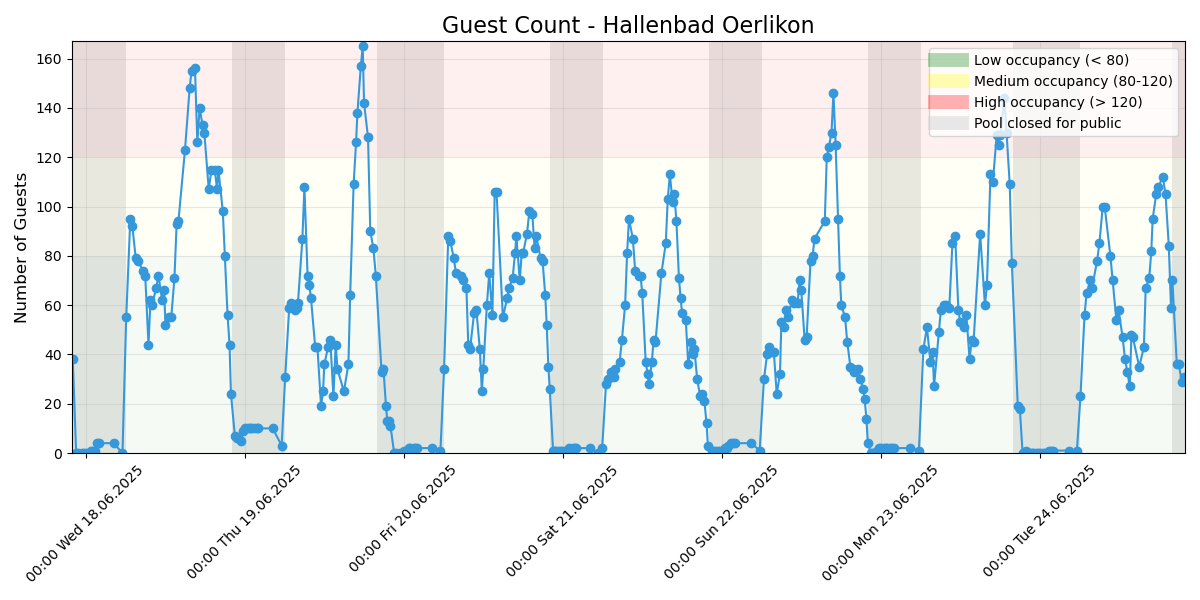 Guest Count - Hallenbad Oerlikon
Number of Guests
160
140
120
100
80
60
40
20
0
Low occupancy (< 80)
Medium occupancy (80-120)
High occupancy (> 120)
Pool closed for public
00:00 Wed 18.06.2025
00:00 Thu 19.06.2025
00:00 Fri 20.06.2025
00:00 Sat 21.06.2025
00:00 Sun 22.06.2025
00:00 Mon 23.06.2025
00:00 Tue 24.06.2025